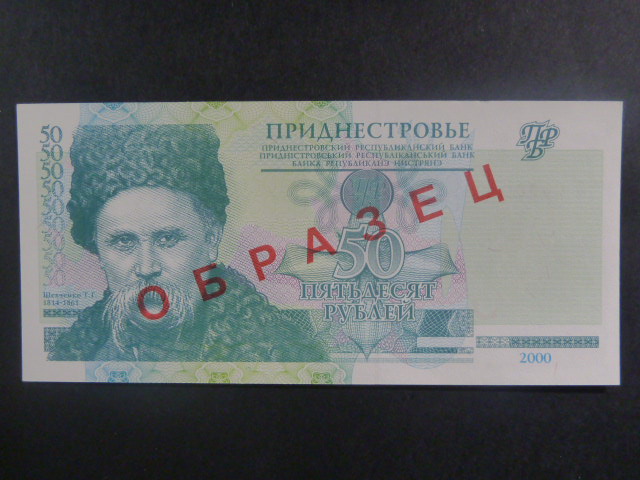 50
50
50
50
50
50
50
ПРИДНЕСТРОВЬЕ
ПРИДНЕСТРОВСКИЙ РЕСПУБЛИКАНСКИЙ БАНК
ПРИДНІСТРОВСЬКИЙ РЕСПУБЛІКАНСЬКИЙ БАНК
БАНКА РЕПУБЛИКАНЭ НИСТРЯНЭ
ПРБ
ОБРАЗЕЦ
50
ПЯТЬДЕСЯТ
РУБЛЕЙ
Шевченко Т.Г.
1814-1861
2000